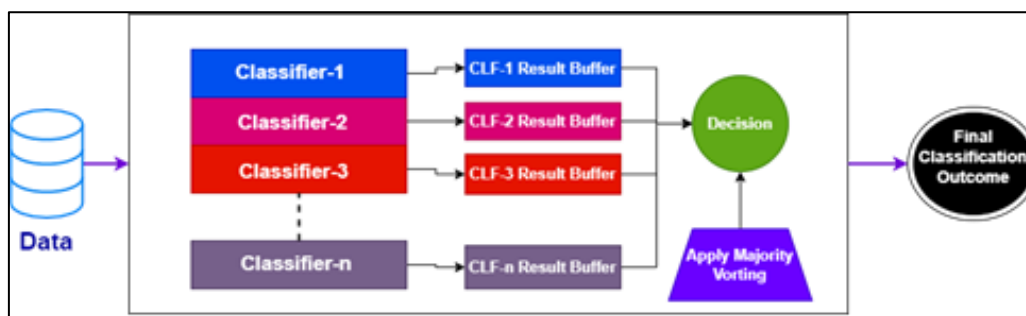 Classifier-1
CLF-1 Result Buffer
Classifier-2
CLF-2 Result Buffer
Decision
Classifier-3
CLF-3 Result Buffer
Final
Classification
Outcome
Data
Classifier-n
CLF-n Result Buffer
Apply Majority
Vorting